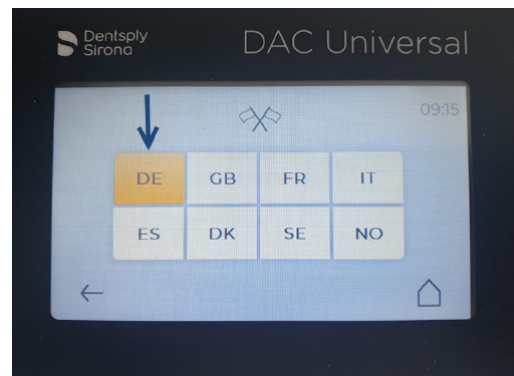 Dentsply
Sirona
DAC Universal
09:15
DE GB FR IT
ES DK SE NO